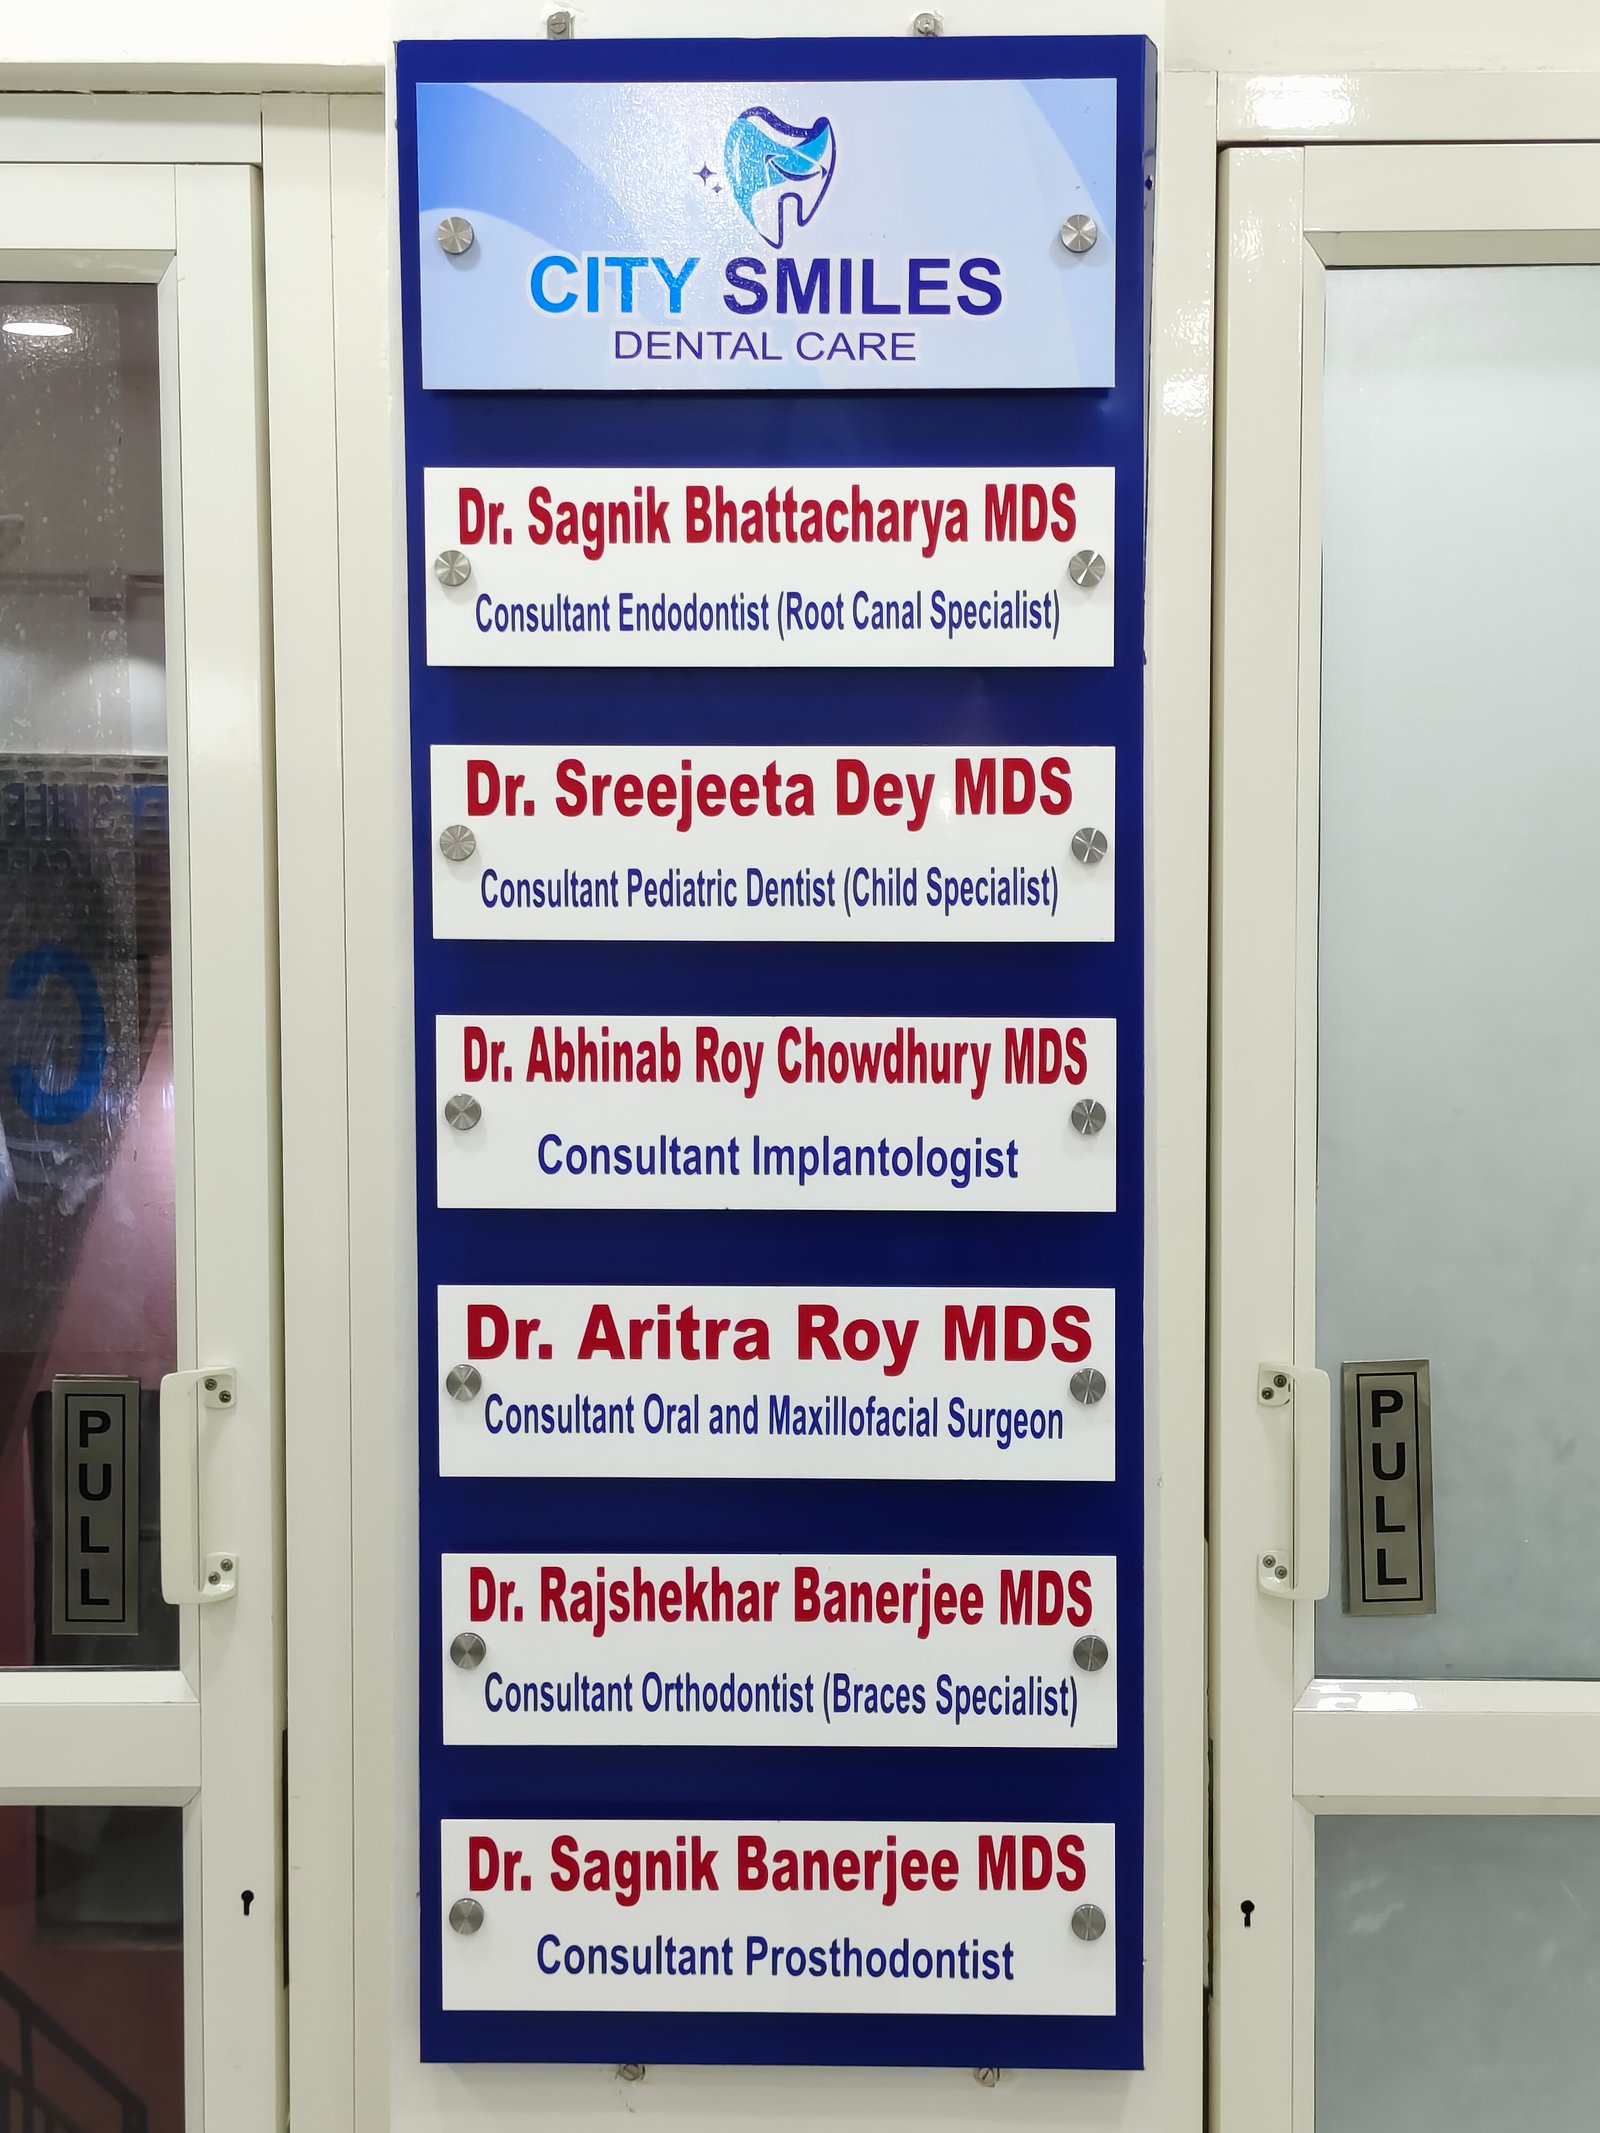 CITY SMILES
DENTAL CARE
Dr. Sagnik Bhattacharya MDS
Consultant Endodontist (Root Canal Specialist)
Dr. Sreejeeta Dey MDS
Consultant Pediatric Dentist (Child Specialist)
Dr. Abhinab Roy Chowdhury MDS
Consultant Implantologist
Dr. Aritra Roy MDS
Consultant Oral and Maxillofacial Surgeon
Dr. Rajshekhar Banerjee MDS
Consultant Orthodontist (Braces Specialist)
Dr. Sagnik Banerjee MDS
Consultant Prosthodontist
PULL
PULL